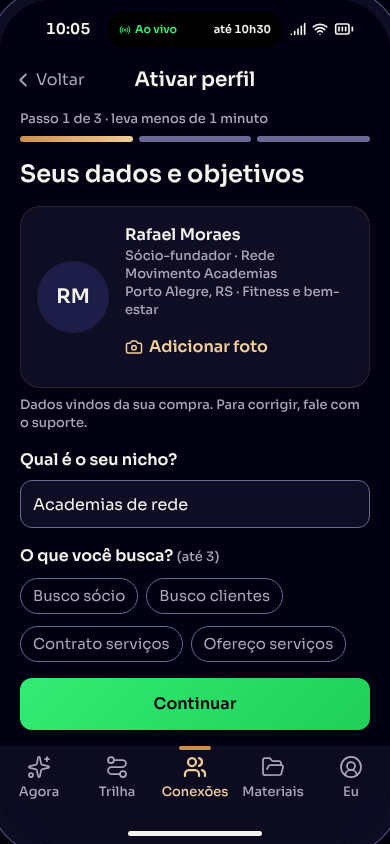 10:05
Ao vivo
até 10h30
Voltar
Ativar perfil
Passo 1 de 3 · leva menos de 1 minuto
Seus dados e objetivos
RM
Rafael Moraes
Sócio-fundador · Rede
Movimento Academias
Porto Alegre, RS · Fitness e bem-
estar
Adicionar foto
Dados vindos da sua compra. Para corrigir, fale com
o suporte.
Qual é o seu nicho?
Academias de rede
O que você busca? (até 3)
Busco sócio
Busco clientes
Contrato serviços
Ofereço serviços
Continuar
Agora
Trilha
Conexões
Materiais
Eu